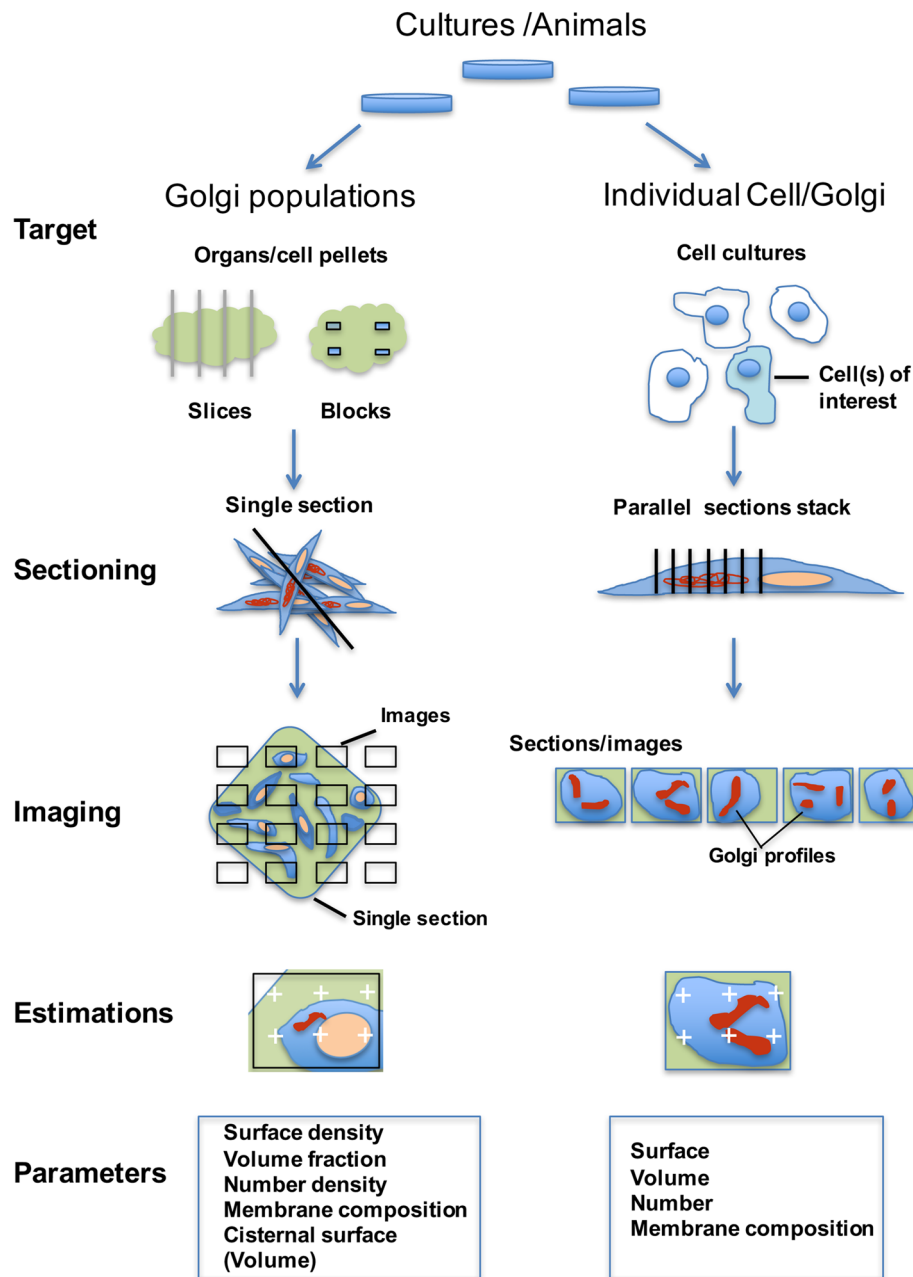 Cultures /Animals
Golgi populations
Individual Cell/Golgi
Target
Organs/cell pellets
Cell cultures
Cell(s) of
interest
Slices
Blocks
Single section
Parallel sections stack
Sectioning
Images
Sections/images
Imaging
Golgi profiles
Single section
Estimations
Parameters
Surface density
Volume fraction
Number density
Membrane composition
Cisternal surface
(Volume)
Surface
Volume
Number
Membrane composition